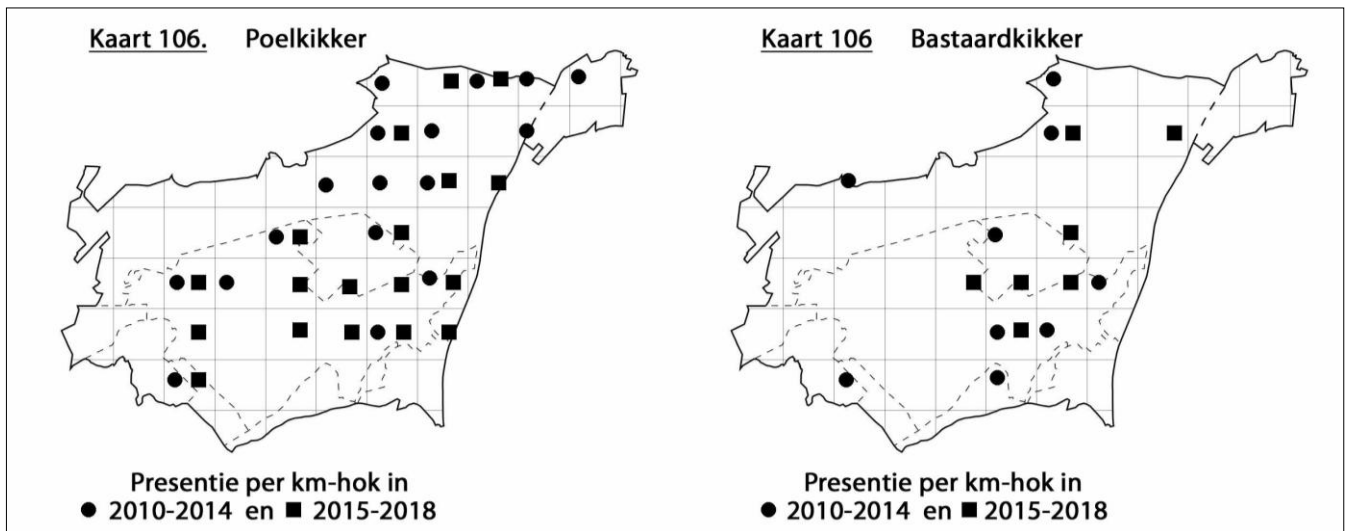 Kaart 106. Poelkikker
Presentie per km-hok in
● 2010-2014 en ■ 2015-2018
Kaart 106 Bastaardkikker
Presentie per km-hok in
● 2010-2014 en ■ 2015-2018